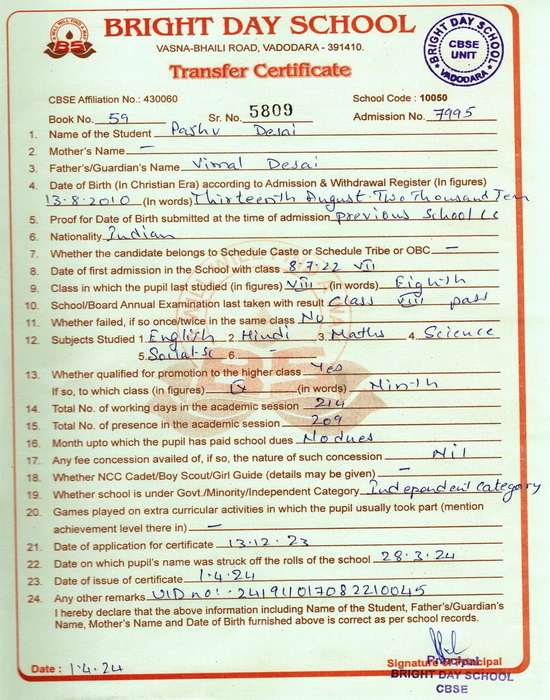 BRIGHT DAY SCHOOL
VASNA-BHAILI ROAD, VADODARA - 391410.
Transfer Certificate
BRIGHT DAY SCHOOL
CBSE
UNIT
VADODARA
CBSE Affiliation No.: 430060 School Code : 10050
Book No. 59 Sr. No. 5809 Admission No. 7995
1. Name of the Student Pashv Desai
2. Mother's Name –
3. Father's/Guardian's Name Vimal Desai
4. Date of Birth (In Christian Era) according to Admission & Withdrawal Register (In figures)
13.8.2010 (In words) Thirteenth August Two Thousand Ten
5. Proof for Date of Birth submitted at the time of admission previous School LC
6. Nationality Indian
7. Whether the candidate belongs to Schedule Caste or Schedule Tribe or OBC –
8. Date of first admission in the School with class 8-7-22 VII
9. Class in which the pupil last studied (in figures) VIII (in words) Eighth
10. School/Board Annual Examination last taken with result Class VIII pass
11. Whether failed, if so once/twice in the same class No
12. Subjects Studied 1. English 2. Hindi 3. Maths 4. Science
5. Social-sc 6. –
13. Whether qualified for promotion to the higher class Yes
If so, to which class (in figures) IX (in words) Ninth
14. Total No. of working days in the academic session 214
15. Total No. of presence in the academic session 209
16. Month upto which the pupil has paid school dues No dues
17. Any fee concession availed of, if so, the nature of such concession Nil
18. Whether NCC Cadet/Boy Scout/Girl Guide (details may be given) –
19. Whether school is under Govt./Minority/Independent Category Independent category
20. Games played on extra curricular activities in which the pupil usually took part (mention
achievement level there in) –
21. Date of application for certificate 13.12.23
22. Date on which pupil's name was struck off the rolls of the school 28.3.24
23. Date of issue of certificate 1.4.24
24. Any other remarks UID no:- 241911017082210045
I hereby declare that the above information including Name of the Student, Father's/Guardian's
Name, Mother's Name and Date of Birth furnished above is correct as per school records.
Date : 1.4.24 Signature of Principal
Principal
BRIGHT DAY SCHOOL
CBSE